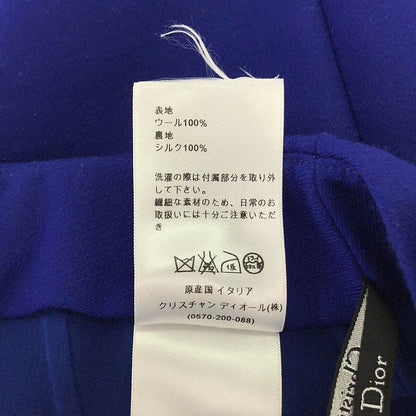 表地
ウール100%
裏地
シルク100%
洗濯の際は付属部分を取り外
して下さい。
繊細な素材のため、日常のお
取扱いには十分ご注意下さい
原産国 イタリア
クリスチャン ディオール(株)
(0570-200-088)
Dior